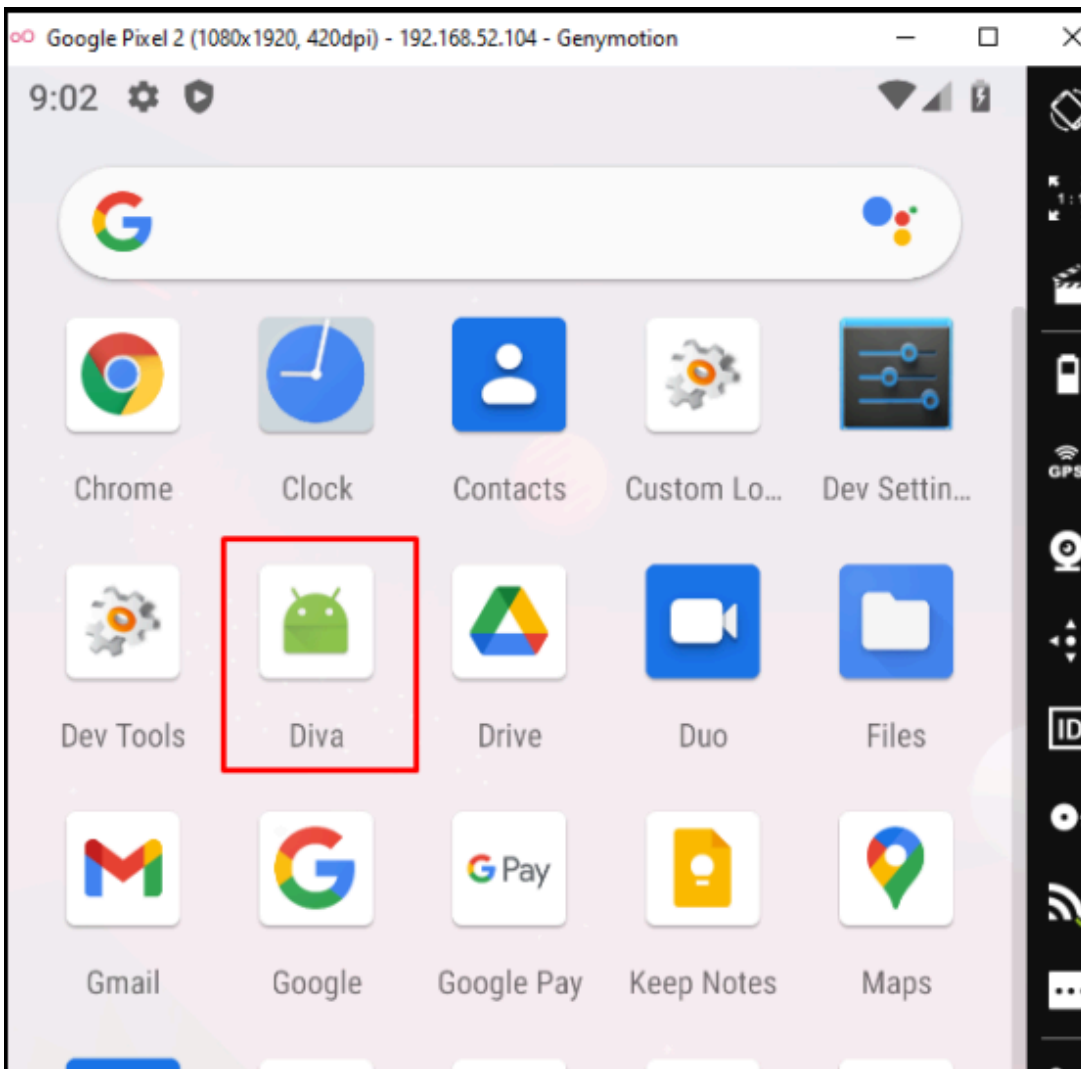 Google Pixel 2 (1080x1920, 420dpi) - 192.168.52.104 - Genymotion
9:02
Chrome Clock Contacts Custom Lo... Dev Settin...
Dev Tools Diva Drive Duo Files
G Pay
Gmail Google Google Pay Keep Notes Maps
GPS
ID